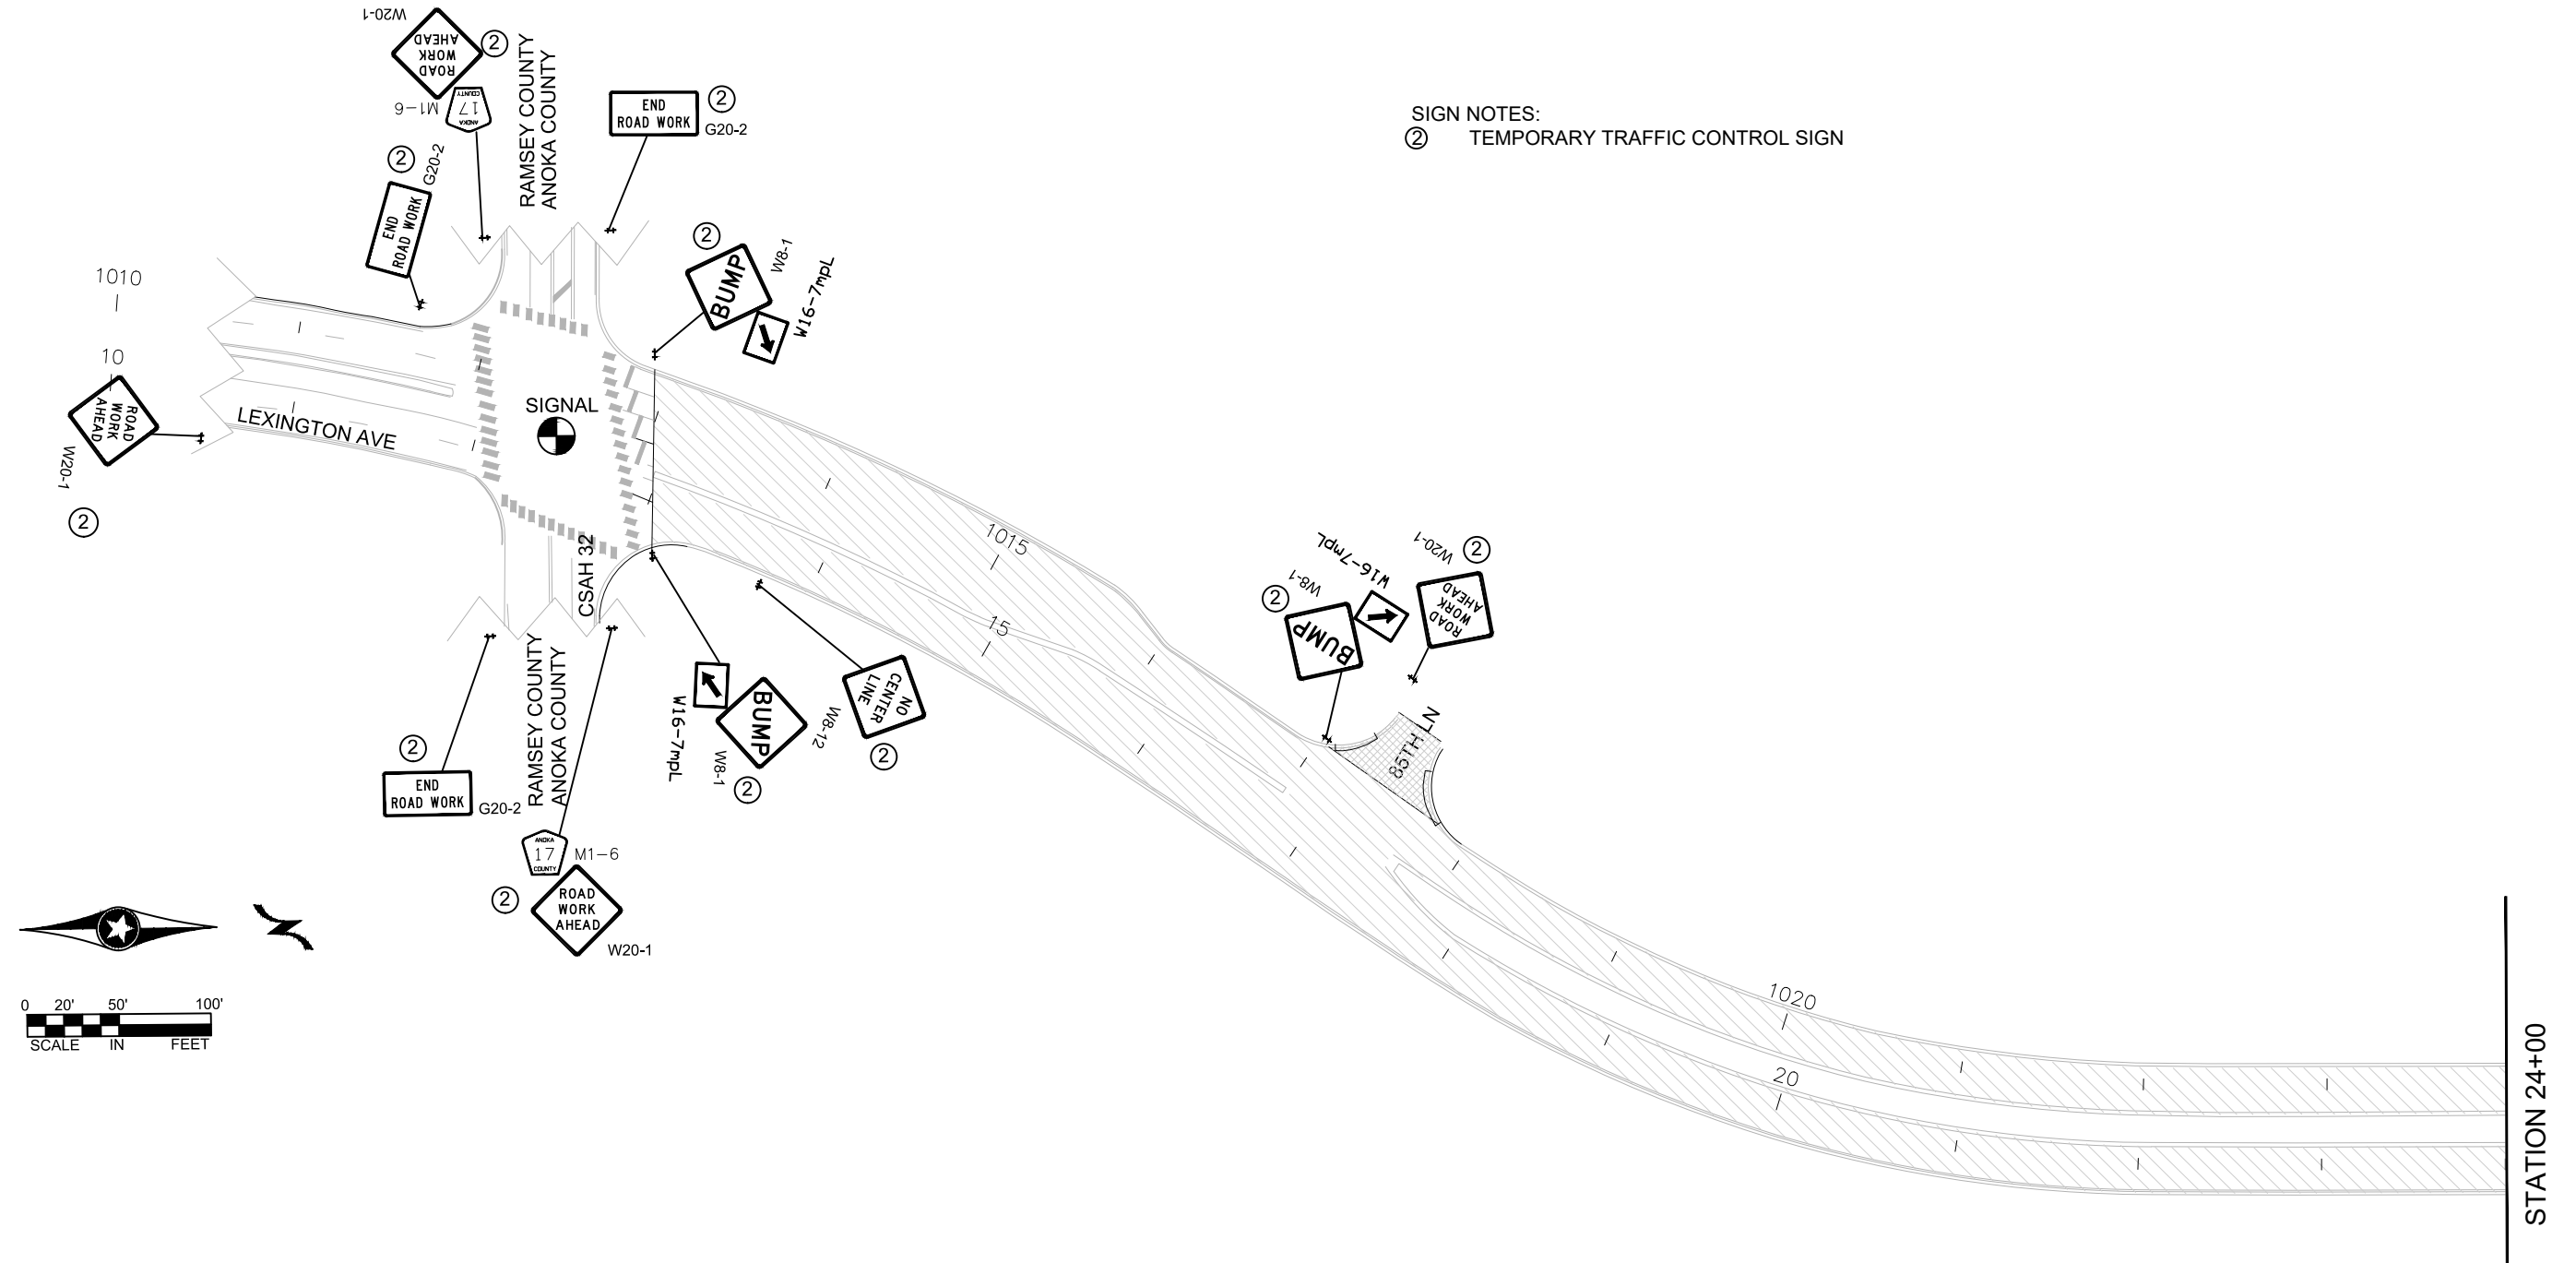 W20-1
ROAD
WORK
AHEAD
2
ANOKA
17
COUNTY
M1-6
RAMSEY COUNTY
ANOKA COUNTY
END
ROAD WORK
2
G20-2
SIGN NOTES:
2 TEMPORARY TRAFFIC CONTROL SIGN
2
G20-2
END
ROAD WORK
2
BUMP
W8-1
W16-7mpL
1010
10
ROAD
WORK
AHEAD
W20-1
2
LEXINGTON AVE
SIGNAL
CSAH 32
1015
15
W16-7mpL
W8-1
2
BUMP
W20-1
2
ROAD
WORK
AHEAD
85TH LN
RAMSEY COUNTY
ANOKA COUNTY
W16-7mpL
BUMP
W8-1
2
NO
CENTER
LINE
W8-12
2
2
END
ROAD WORK
G20-2
ANOKA
17
COUNTY
M1-6
2
ROAD
WORK
AHEAD
W20-1
1020
20
0 20' 50' 100'
SCALE IN FEET
STATION 24+00